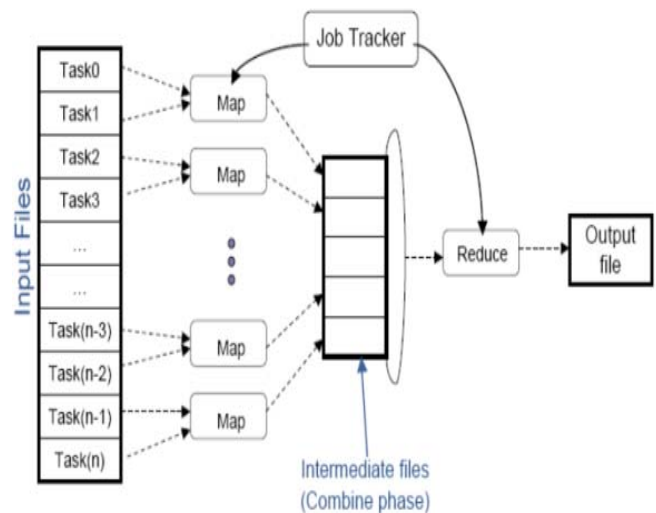 Job Tracker
Input Files
Task0
Task1
Task2
Task3
...
...
Task(n-3)
Task(n-2)
Task(n-1)
Task(n)
Map
Map
Map
Map
Reduce
Output
file
Intermediate files
(Combine phase)